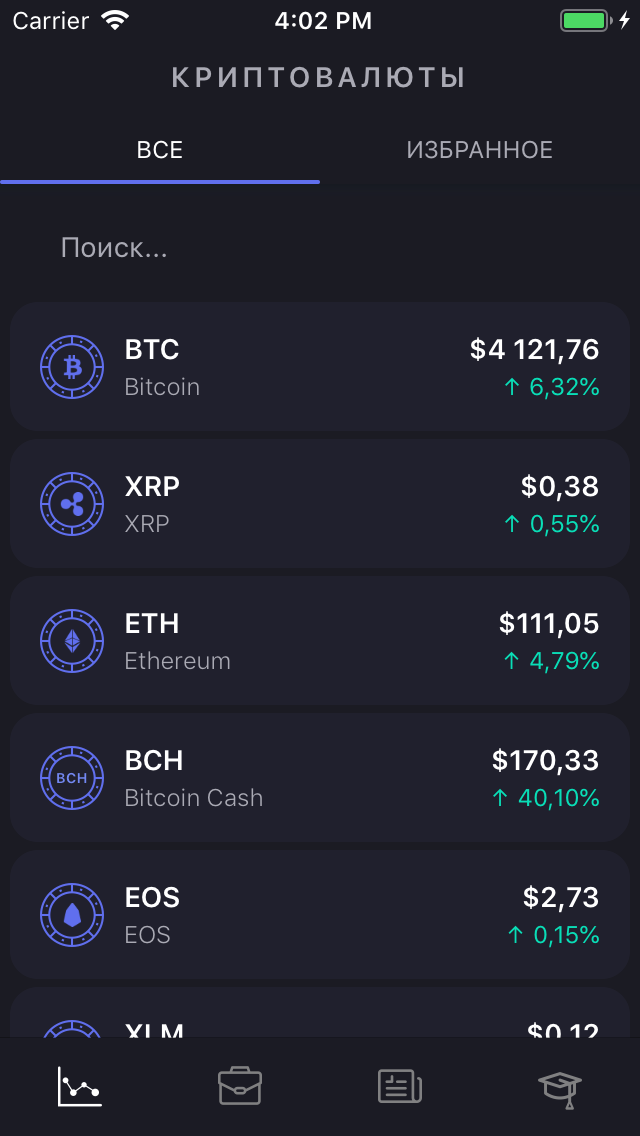 Carrier 4:02 PM
КРИПТОВАЛЮТЫ
ВСЕ ИЗБРАННОЕ
Поиск...
BTC $4 121,76
Bitcoin ↑ 6,32%
XRP $0,38
XRP ↑ 0,55%
ETH $111,05
Ethereum ↑ 4,79%
BCH BCH $170,33
Bitcoin Cash ↑ 40,10%
EOS $2,73
EOS ↑ 0,15%
XLM $0,12